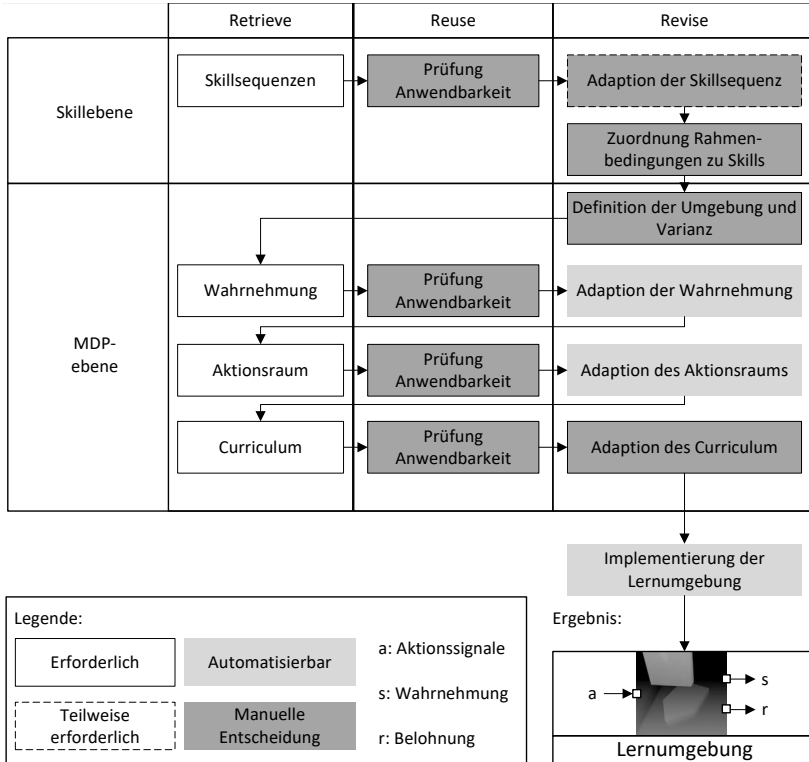 Retrieve
Reuse
Revise
Skillebene
Skillsequenzen
Prüfung
Anwendbarkeit
Adaption der Skillsequenz
Zuordnung Rahmen-
bedingungen zu Skills
MDP-
ebene
Definition der Umgebung und
Varianz
Wahrnehmung
Prüfung
Anwendbarkeit
Adaption der Wahrnehmung
Aktionsraum
Prüfung
Anwendbarkeit
Adaption des Aktionsraums
Curriculum
Prüfung
Anwendbarkeit
Adaption des Curriculum
Implementierung der
Lernumgebung
Legende:
Erforderlich
Automatisierbar
Teilweise
erforderlich
Manuelle
Entscheidung
a: Aktionssignale
s: Wahrnehmung
r: Belohnung
Ergebnis:
a
s
r
Lernumgebung